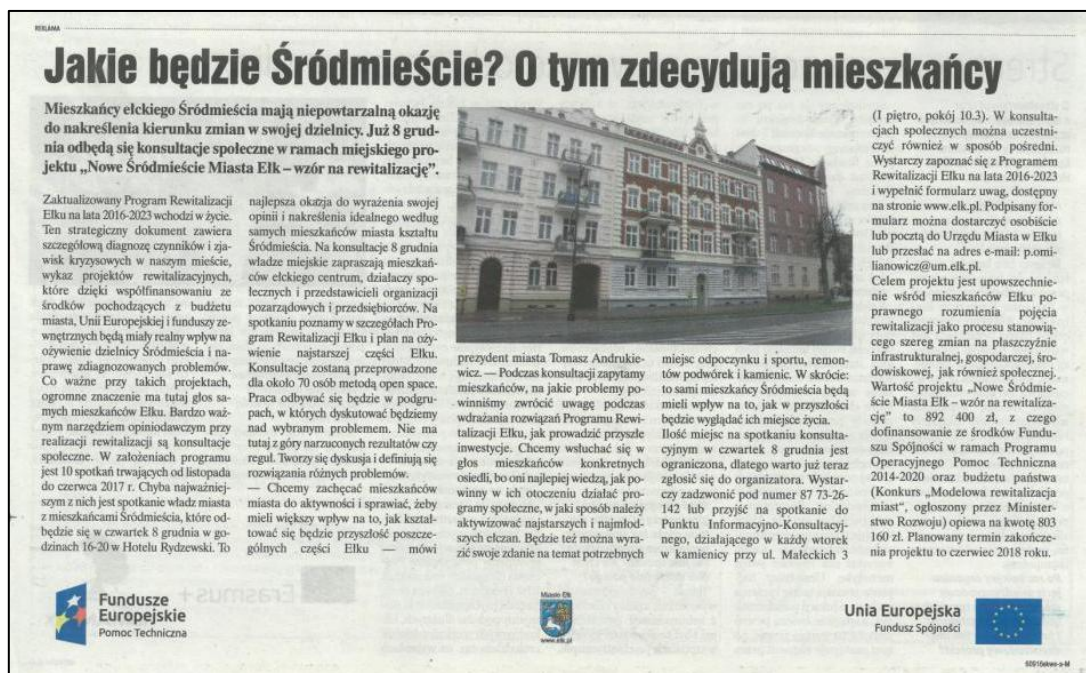 REKLAMA
Jakie będzie Śródmieście? O tym zdecydują mieszkańcy
Mieszkańcy ełckiego Śródmieścia mają niepowtarzalną okazję
do nakreślenia kierunku zmian w swojej dzielnicy. Już 8 grud-
nia odbędą się konsultacje społeczne w ramach miejskiego pro-
jektu „Nowe Śródmieście Miasta Ełk – wzór na rewitalizację”.
Zaktualizowany Program Rewitalizacji
Ełku na lata 2016-2023 wchodzi w życie.
Ten strategiczny dokument zawiera
szczegółową diagnozę czynników i zja-
wisk kryzysowych w naszym mieście,
wykaz projektów rewitalizacyjnych,
które dzięki współfinansowaniu ze
środków pochodzących z budżetu
miasta, Unii Europejskiej i funduszy ze-
wnętrznych będą miały realny wpływ na
ożywienie dzielnicy Śródmieścia i na-
prawę zdiagnozowanych problemów.
Co ważne przy takich projektach,
ogromne znaczenie ma tutaj głos sa-
mych mieszkańców Ełku. Bardzo waż-
nym narzędziem opiniodawczym przy
realizacji rewitalizacji są konsultacje
społeczne. W założeniach programu
jest 10 spotkań trwających od listopada
do czerwca 2017 r. Chyba najważniej-
szym z nich jest spotkanie władz miasta
z mieszkańcami Śródmieścia, które od-
będzie się w czwartek 8 grudnia w go-
dzinach 16-20 w Hotelu Rydzewski. To
najlepsza okazja do wyrażenia swojej
opinii i nakreślenia idealnego według
samych mieszkańców miasta kształtu
Śródmieścia. Na konsultacje 8 grudnia
władze miejskie zapraszają mieszkań-
ców ełckiego centrum, działaczy spo-
łecznych i przedstawicieli organizacji
pozarządowych i przedsiębiorców. Na
spotkaniu poznamy w szczegółach Pro-
gram Rewitalizacji Ełku i plan na oży-
wienie najstarszej części Ełku.
Konsultacje zostaną przeprowadzone
dla około 70 osób metodą open space.
Praca odbywać się będzie w podgru-
pach, w których dyskutować będziemy
nad wybranym problemem. Nie ma
tutaj z góry narzuconych rezultatów czy
reguł. Tworzy się dyskusja i definiują się
rozwiązania różnych problemów.
— Chcemy zachęcać mieszkańców
miasta do aktywności i sprawiać, żeby
mieli większy wpływ na to, jak kształ-
tować się będzie przyszłość poszcze-
gólnych części Ełku — mówi
prezydent miasta Tomasz Andrukie-
wicz. — Podczas konsultacji zapytamy
mieszkańców, na jakie problemy po-
winniśmy zwrócić uwagę podczas
wdrażania rozwiązań Programu Rewi-
talizacji Ełku, jak prowadzić przyszłe
inwestycje. Chcemy wsłuchać się w
głos mieszkańców konkretnych
osiedli, bo oni najlepiej wiedzą, jak po-
winny w ich otoczeniu działać pro-
gramy społeczne, w jaki sposób należy
aktywizować najstarszych i najmłod-
szych ełczan. Będzie też można wyra-
zić swoje zdanie na temat potrzebnych
miejsc odpoczynku i sportu, remon-
tów podwórek i kamienic. W skrócie:
to sami mieszkańcy Śródmieścia będą
mieli wpływ na to, jak w przyszłości
będzie wyglądać ich miejsce życia.
Ilość miejsc na spotkaniu konsulta-
cyjnym w czwartek 8 grudnia jest
ograniczona, dlatego warto już teraz
zgłosić się do organizatora. Wystar-
czy zadzwonić pod numer 87 73-26-
142 lub przyjść na spotkanie do
Punktu Informacyjno-Konsultacyj-
nego, działającego w każdy wtorek
w kamienicy przy ul. Małeckich 3
(I piętro, pokój 10.3). W konsulta-
cjach społecznych można uczestni-
czyć również w sposób pośredni.
Wystarczy zapoznać się z Programem
Rewitalizacji Ełku na lata 2016-2023
i wypełnić formularz uwag, dostępny
na stronie www.elk.pl. Podpisany for-
mularz można dostarczyć osobiście
lub pocztą do Urzędu Miasta w Ełku
lub przesłać na adres e-mail: p.omi-
lianowicz@um.elk.pl.
Celem projektu jest upowszechnie-
nie wśród mieszkańców Ełku po-
prawnego rozumienia pojęcia
rewitalizacji jako procesu stanowią-
cego szereg zmian na płaszczyźnie
infrastrukturalnej, gospodarczej, śro-
dowiskowej, jak również społecznej.
Wartość projektu „Nowe Śródmie-
ście Miasta Ełk – wzór na rewitaliza-
cję” to 892 400 zł, z czego
dofinansowanie ze środków Fundu-
szu Spójności w ramach Programu
Operacyjnego Pomoc Techniczna
2014-2020 oraz budżetu państwa
(Konkurs „Modelowa rewitalizacja
miast”, ogłoszony przez Minister-
stwo Rozwoju) opiewa na kwotę 803
160 zł. Planowany termin zakończe-
nia projektu to czerwiec 2018 roku.
Fundusze
Europejskie
Pomoc Techniczna
Miasto Ełk
www.elk.pl
Unia Europejska
Fundusz Spójności